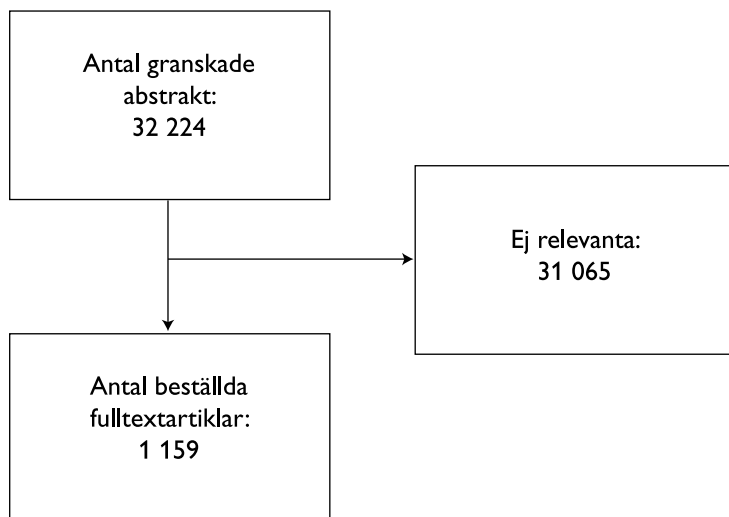 Antal granskade
abstrakt:
32 224
Ej relevanta:
31 065
Antal beställda
fulltextartiklar:
1 159